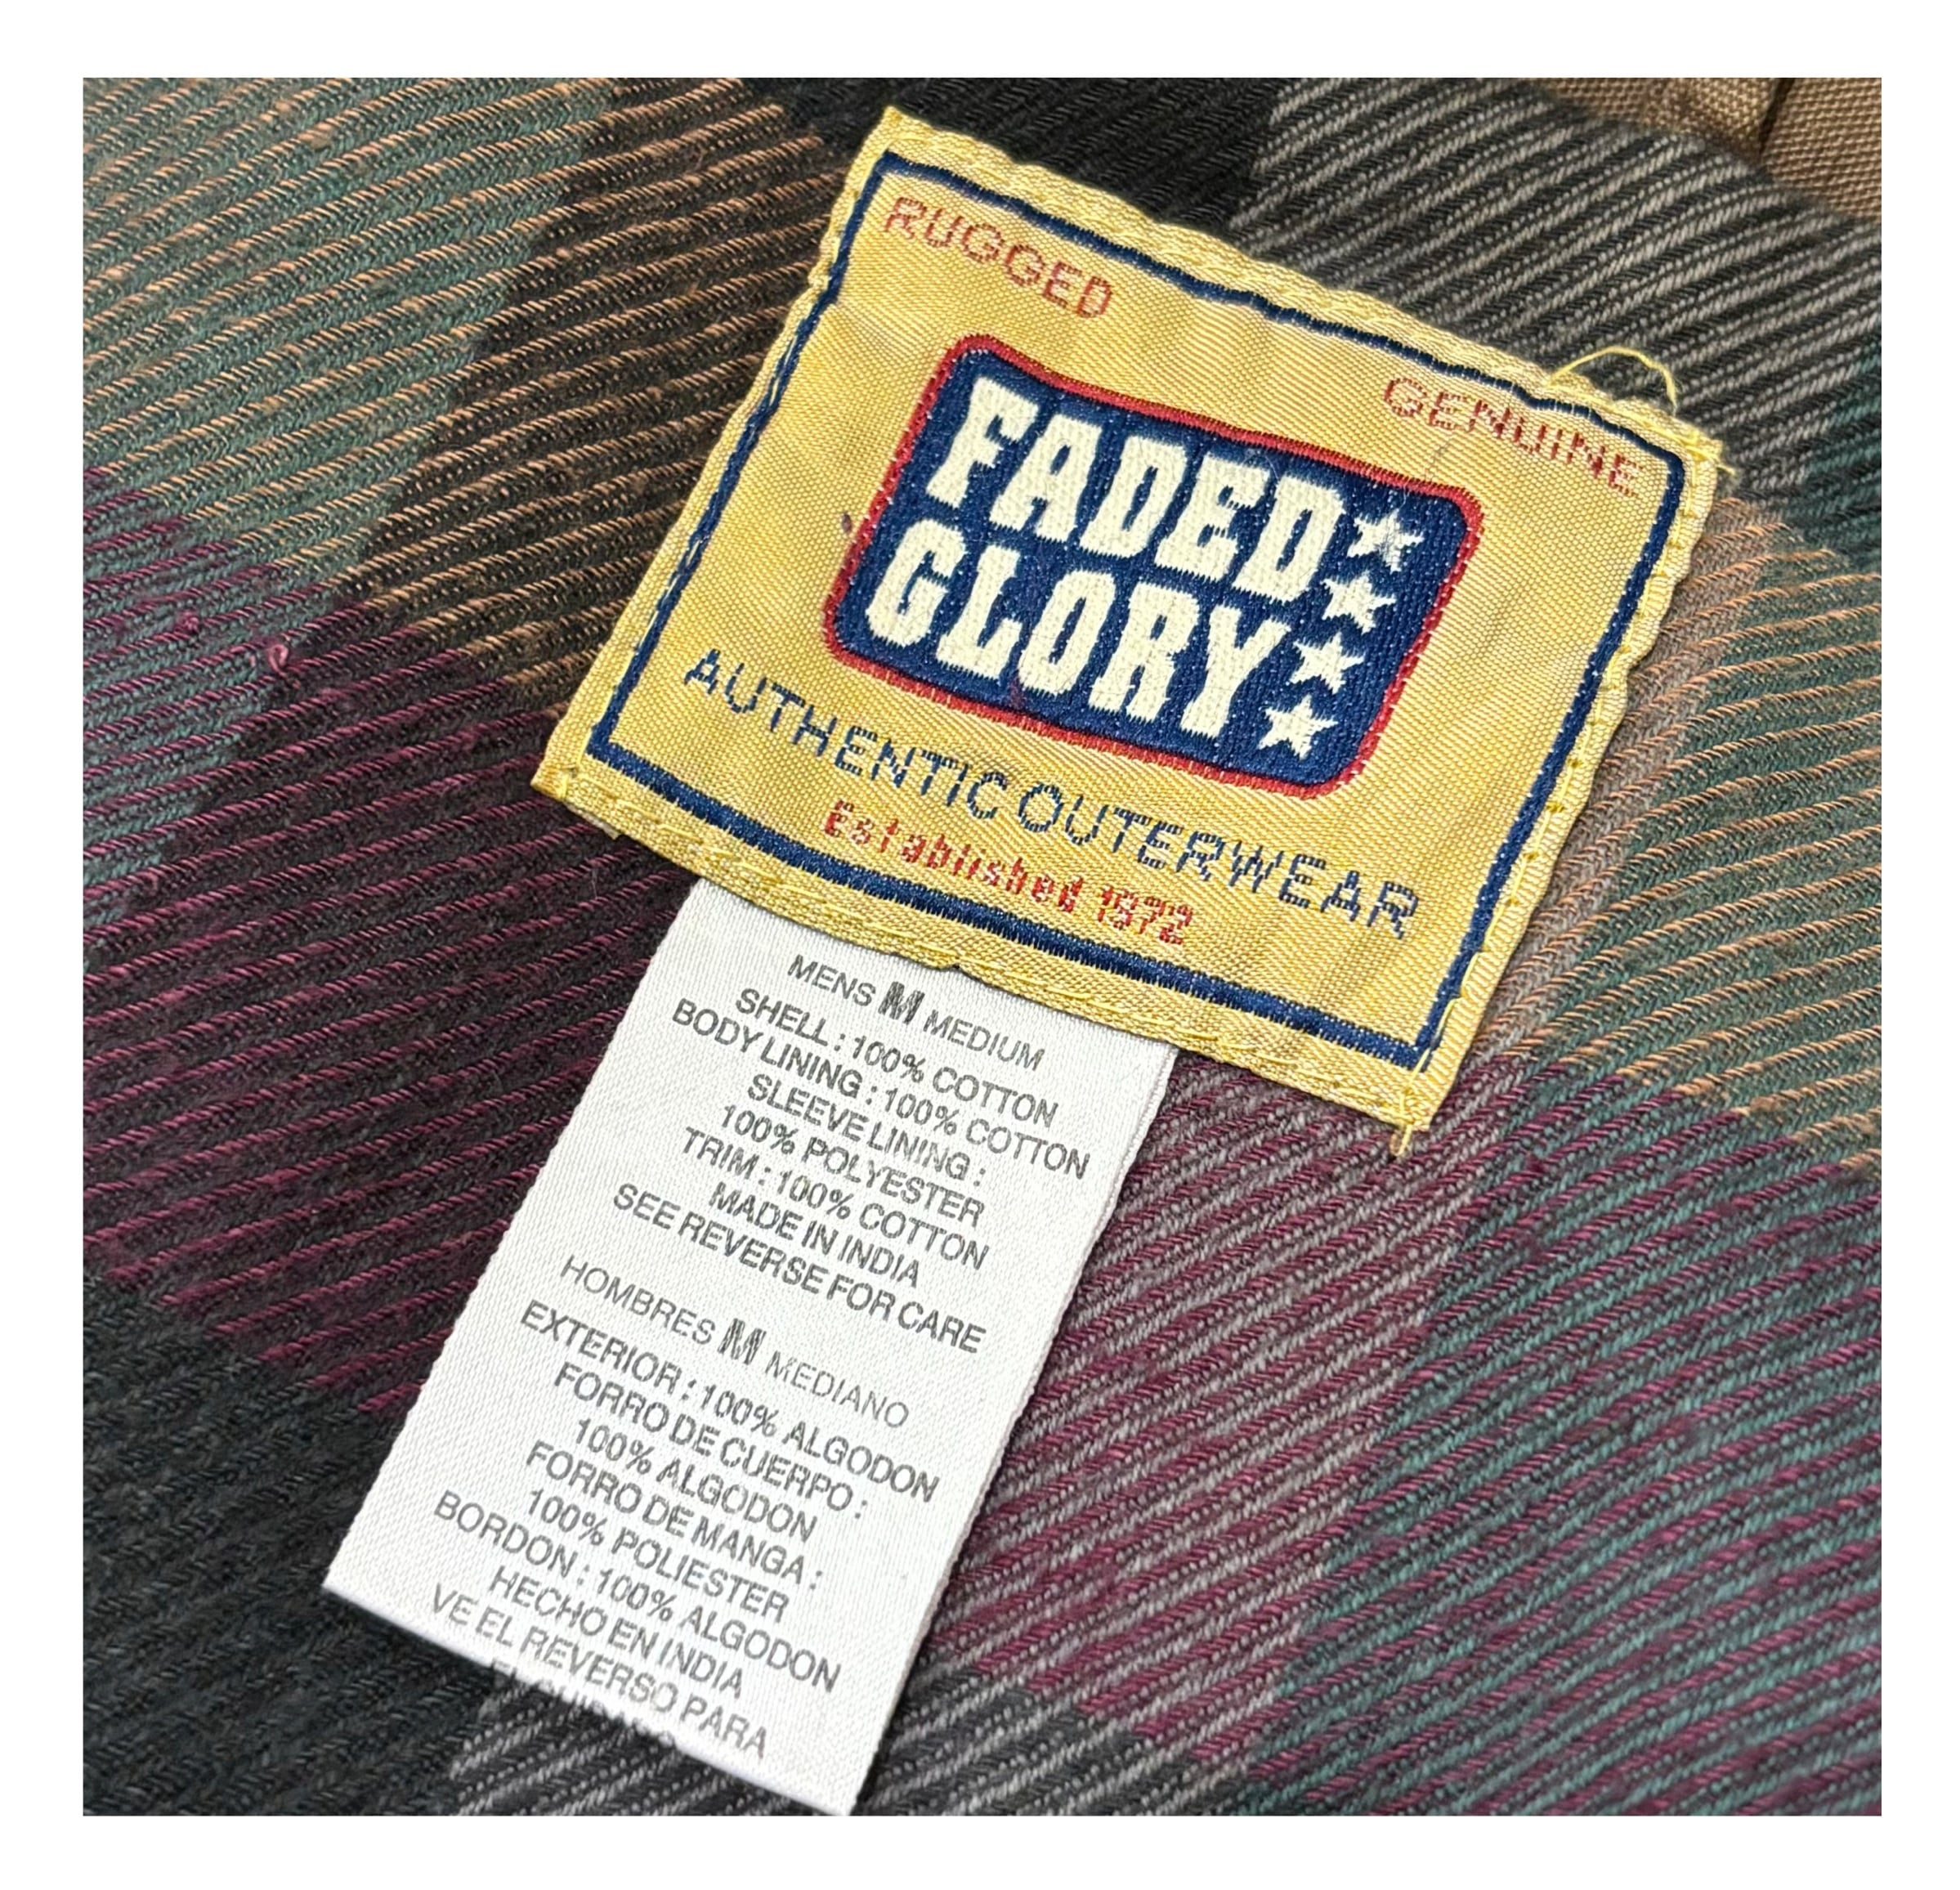 RUGGED
GENUINE
FADED
GLORY
AUTHENTIC OUTERWEAR
Established 1972
MENS M MEDIUM
SHELL : 100% COTTON
BODY LINING : 100% COTTON
SLEEVE LINING :
100% POLYESTER
TRIM : 100% COTTON
MADE IN INDIA
SEE REVERSE FOR CARE
HOMBRES M MEDIANO
EXTERIOR : 100% ALGODON
FORRO DE CUERPO :
100% ALGODON
FORRO DE MANGA :
100% POLIESTER
BORDON : 100% ALGODON
HECHO EN INDIA
VE EL REVERSO PARA